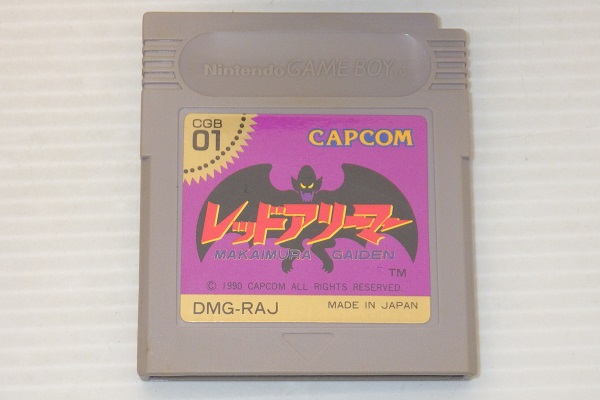 Nintendo GAME BOY
CGB
01
CAPCOM
レッドアリーマー
MAKAIMURA GAIDEN
TM
© 1990 CAPCOM ALL RIGHTS RESERVED.
DMG-RAJ
MADE IN JAPAN